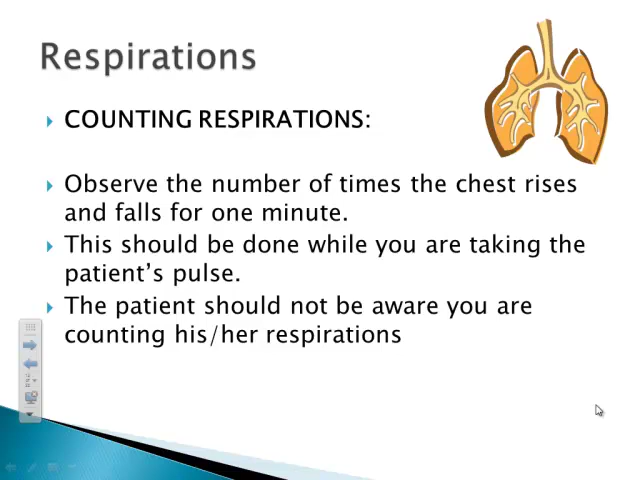 Respirations
COUNTING RESPIRATIONS:
Observe the number of times the chest rises
and falls for one minute.
This should be done while you are taking the
patient’s pulse.
The patient should not be aware you are
counting his/her respirations